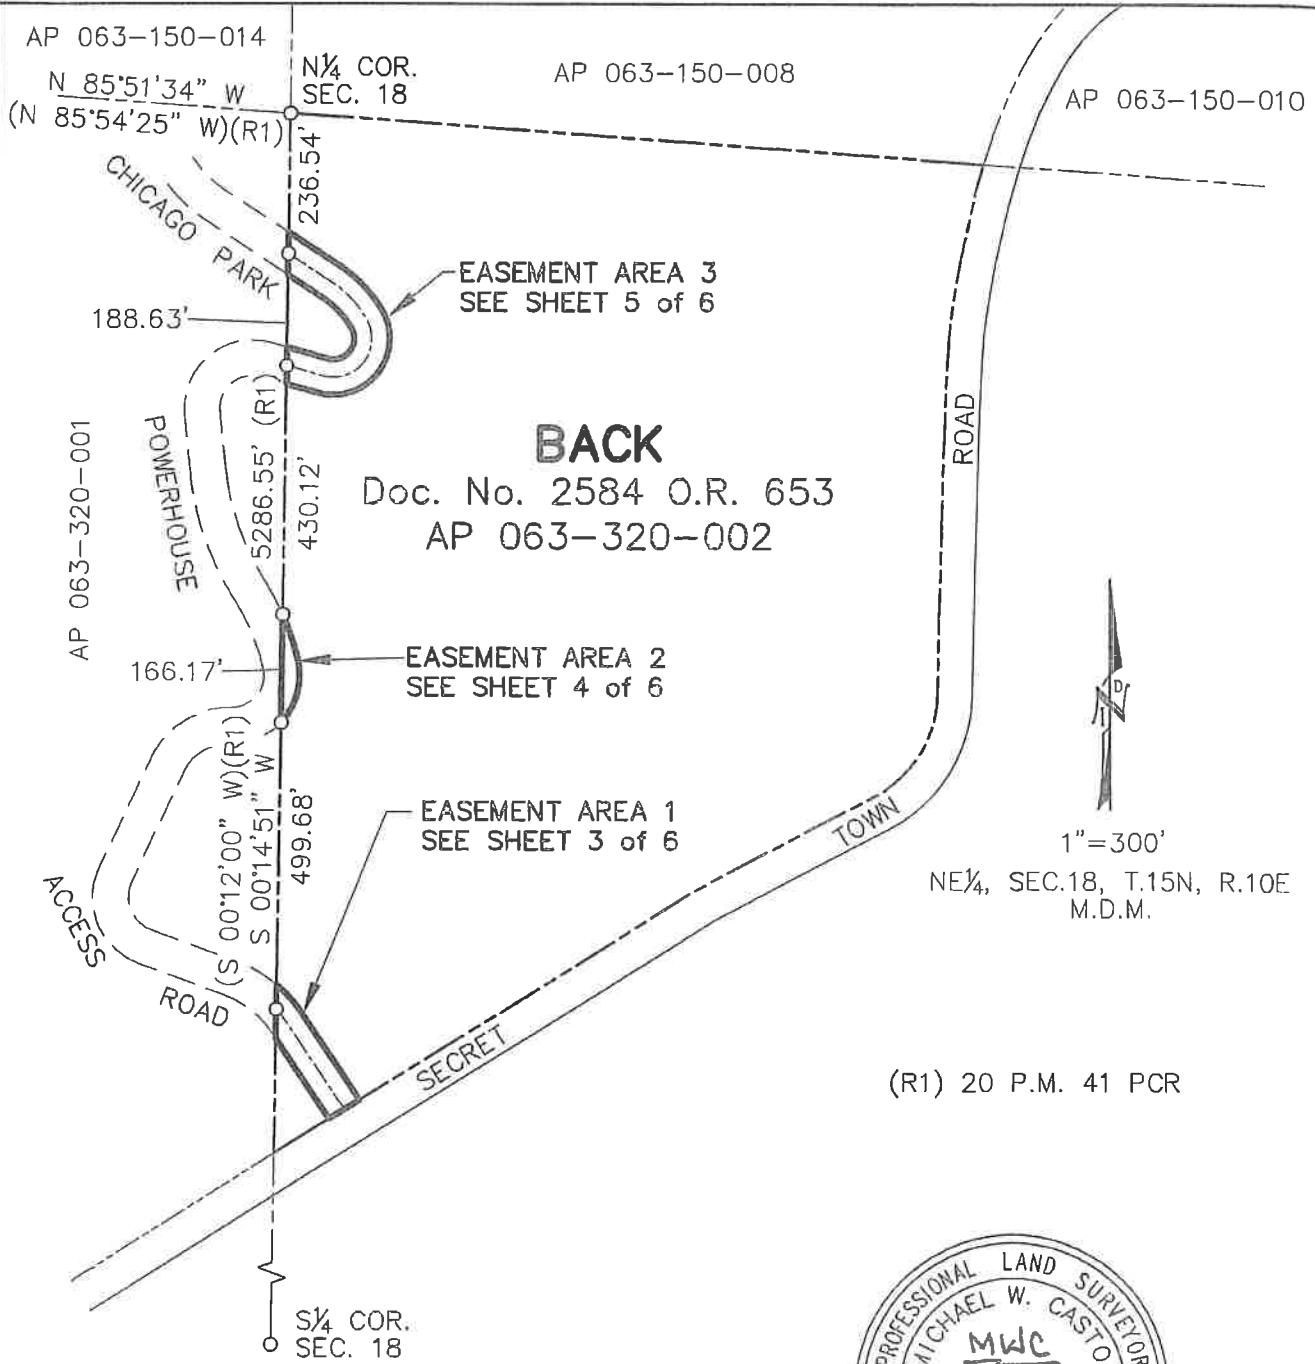 AP 063-150-014
N 85°51'34" W
(N 85°54'25" W)(R1)
N¼ COR.
SEC. 18
AP 063-150-008
AP 063-150-010
236.54'
CHICAGO PARK
EASEMENT AREA 3
SEE SHEET 5 of 6
188.63'
AP 063-320-001
POWERHOUSE
5286.55' (R1)
430.12'
BACK
Doc. No. 2584 O.R. 653
AP 063-320-002
ROAD
166.17'
EASEMENT AREA 2
SEE SHEET 4 of 6
(S 00°12'00" W)(R1)
S 00°14'51" W
499.68'
EASEMENT AREA 1
SEE SHEET 3 of 6
TOWN
N
I
D
1"=300'
NE¼, SEC.18, T.15N, R.10E
M.D.M.
ACCESS
ROAD
SECRET
(R1) 20 P.M. 41 PCR
S¼ COR.
SEC. 18
PROFESSIONAL LAND SURVEYOR
MICHAEL W. CASTO
MWC